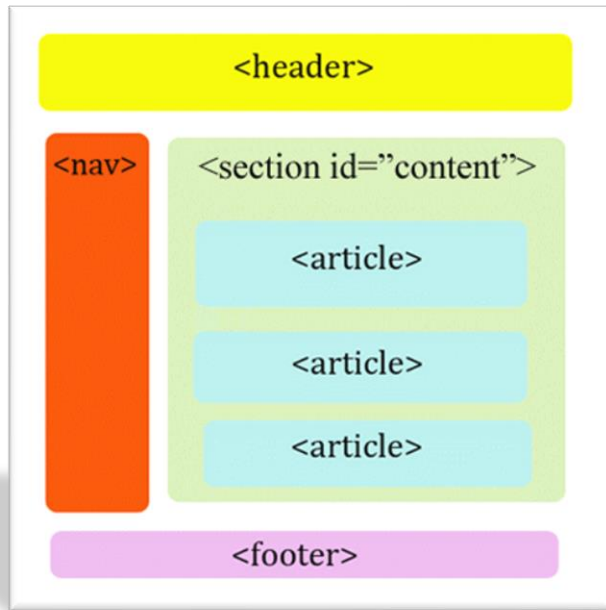 <header>
<nav>
<section id=”content”>
<article>
<article>
<article>
<footer>